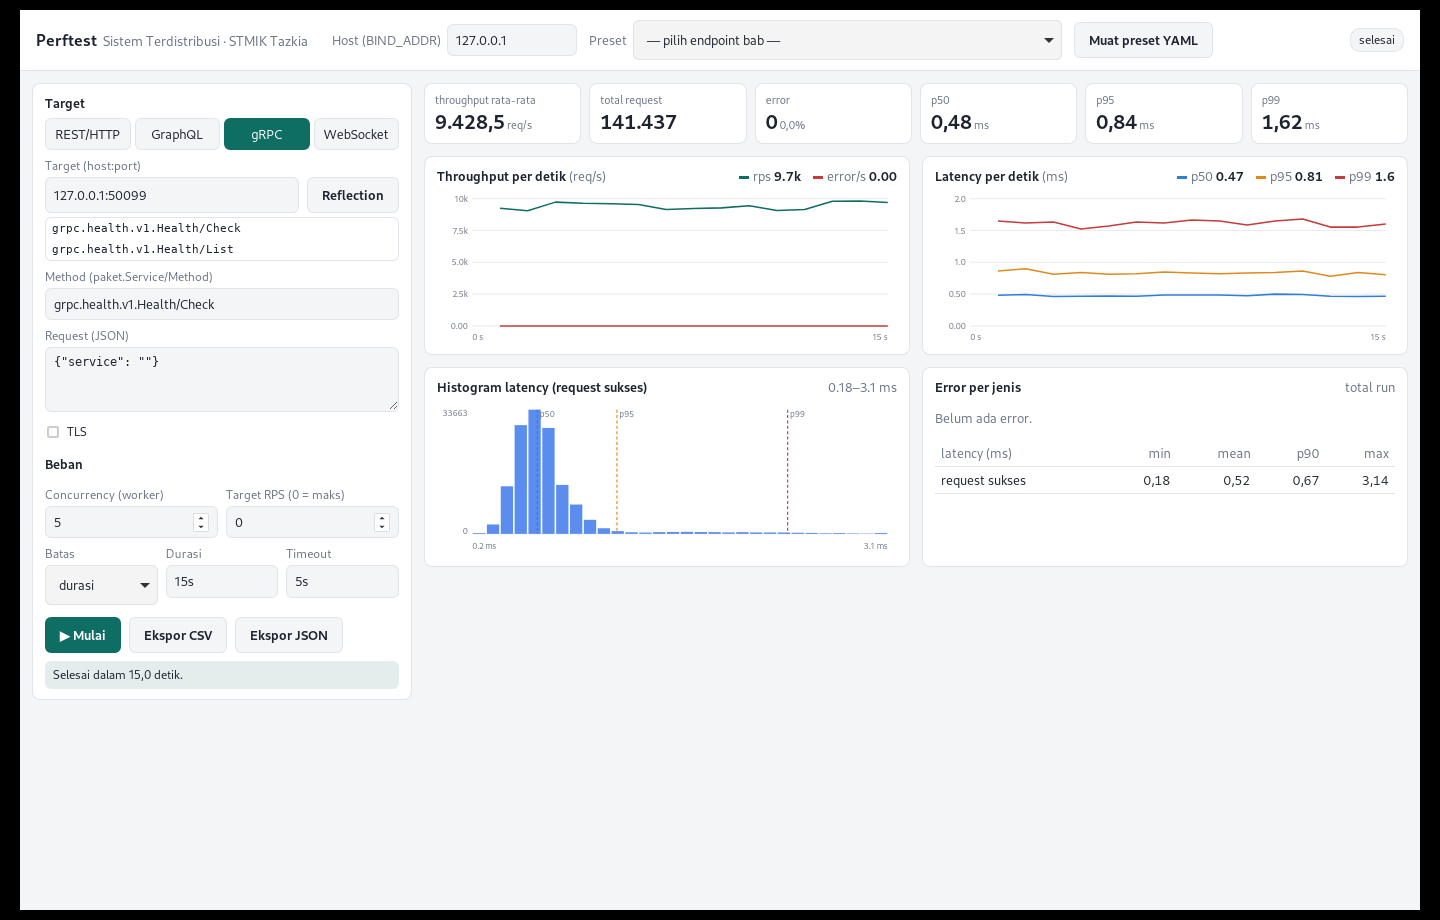 Perftest Sistem Terdistribusi · STMIK Tazkia Host (BIND_ADDR) 127.0.0.1 Preset — pilih endpoint bab — Muat preset YAML selesai
Target
REST/HTTP GraphQL gRPC WebSocket
Target (host:port)
127.0.0.1:50099 Reflection
grpc.health.v1.Health/Check
grpc.health.v1.Health/List
Method (paket.Service/Method)
grpc.health.v1.Health/Check
Request (JSON)
{"service": ""}
TLS
Beban
Concurrency (worker) Target RPS (0 = maks)
5 0
Batas Durasi Timeout
durasi 15s 5s
▶ Mulai Ekspor CSV Ekspor JSON
Selesai dalam 15,0 detik.
throughput rata-rata
9.428,5 req/s
total request
141.437
error
0 0,0%
p50
0,48 ms
p95
0,84 ms
p99
1,62 ms
Throughput per detik (req/s) rps 9.7k error/s 0.00
10k
7.5k
5.0k
2.5k
0.00
0 s 15 s
Latency per detik (ms) p50 0.47 p95 0.81 p99 1.6
2.0
1.5
1.0
0.50
0.00
0 s 15 s
Histogram latency (request sukses) 0.18–3.1 ms
33663 p50 p95 p99
0
0.2 ms 3.1 ms
Error per jenis total run
Belum ada error.
latency (ms) min mean p90 max
request sukses 0,18 0,52 0,67 3,14